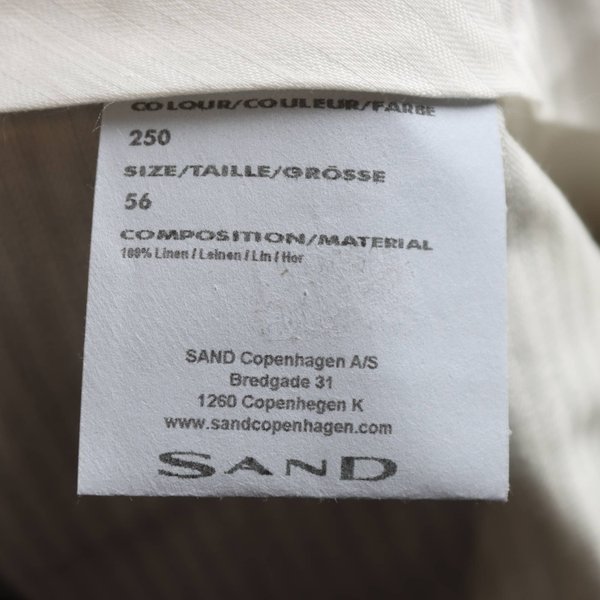 COLOUR/COULEUR/FARBE
250
SIZE/TAILLE/GRÖSSE
56
COMPOSITION/MATERIAL
100% Linen / Leinen / Lin / Hør
SAND Copenhagen A/S
Bredgade 31
1260 Copenhegen K
www.sandcopenhagen.com
SAND